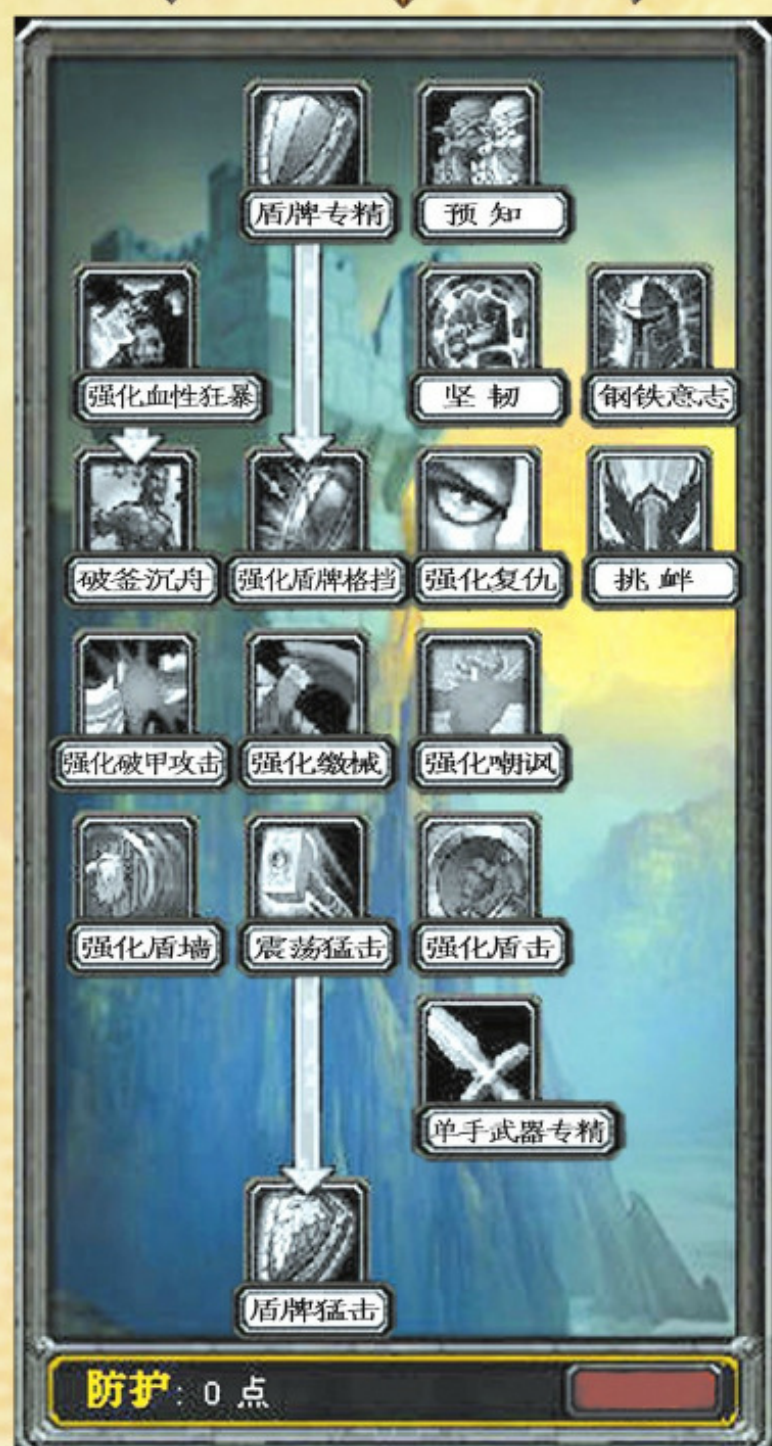 盾牌专精
预知
强化血性狂暴
坚韧
钢铁意志
破釜沉舟
强化盾牌格挡
强化复仇
挑衅
强化破甲攻击
强化缴械
强化嘲讽
强化盾墙
震荡猛击
强化盾击
单手武器专精
盾牌猛击
防护: 0 点